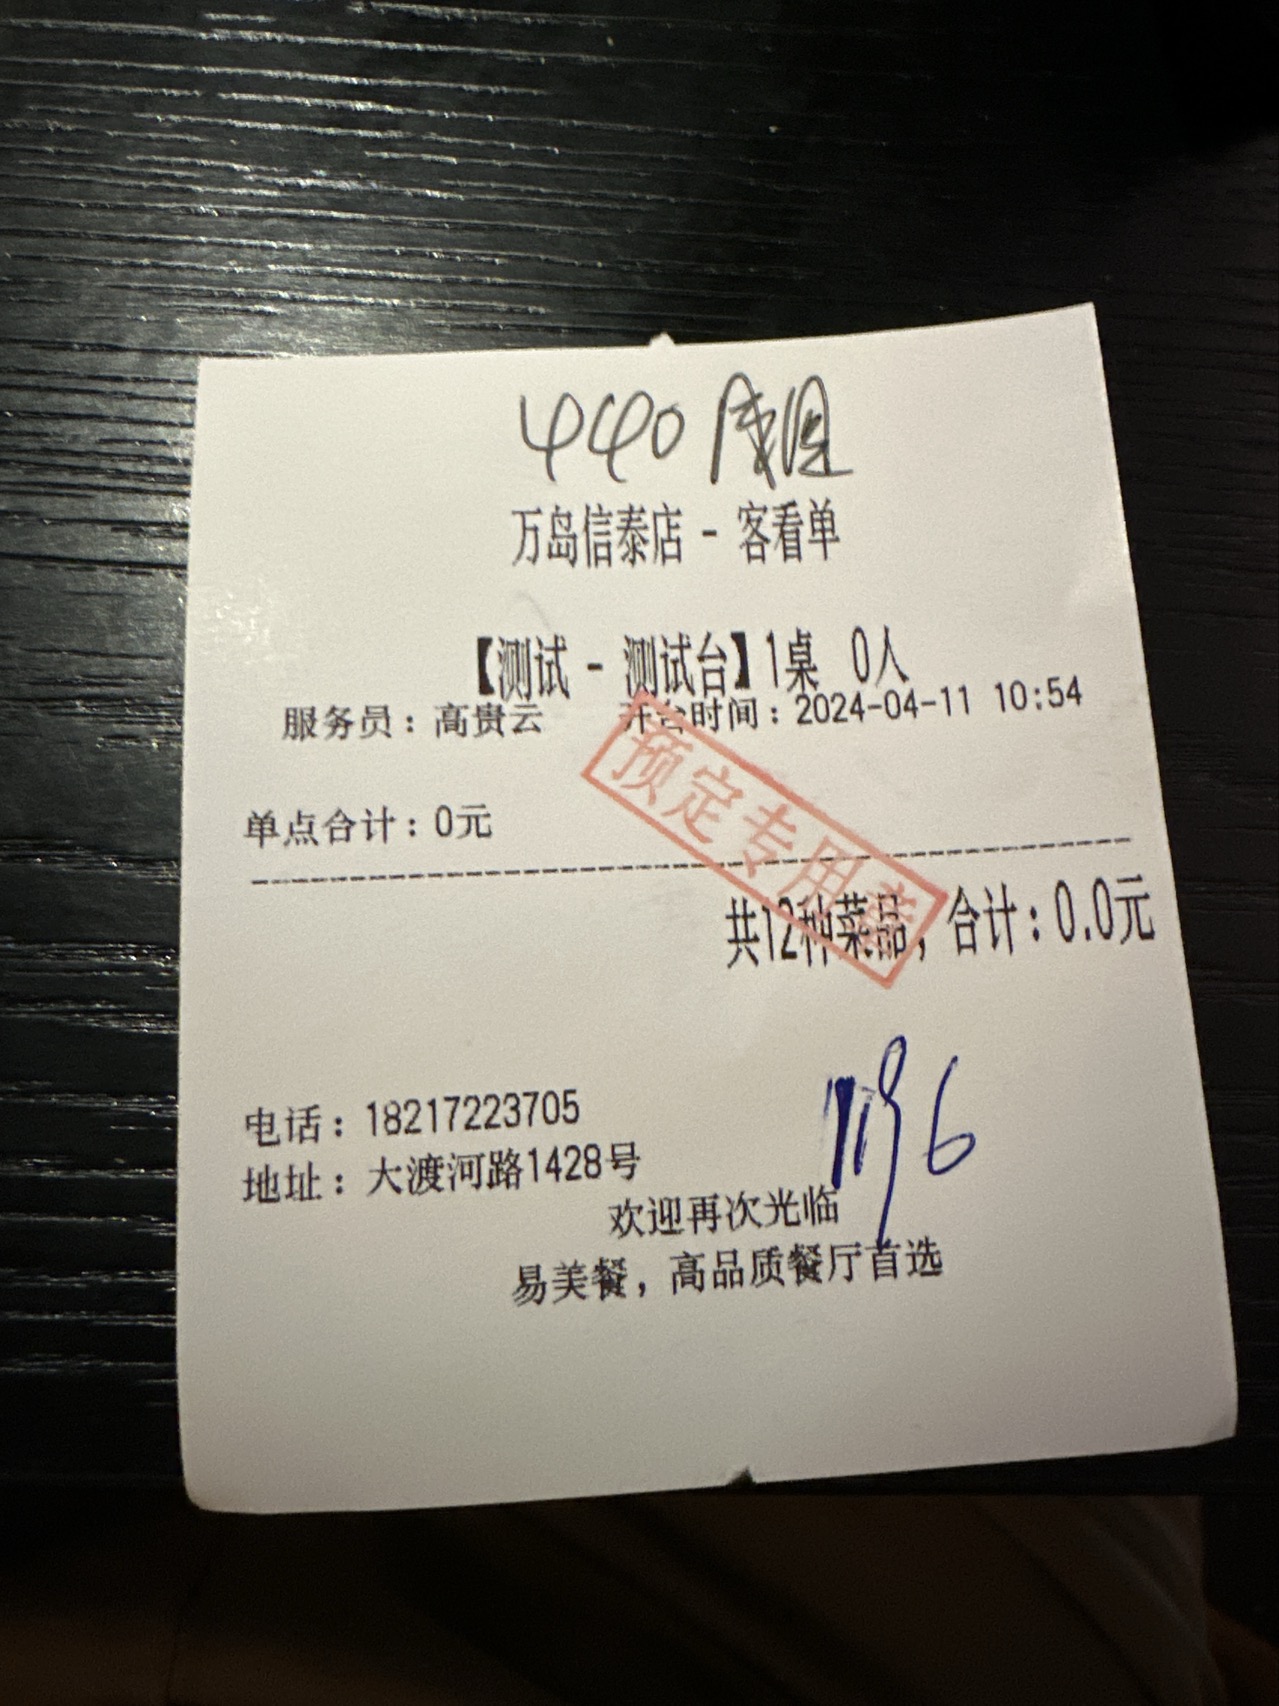 440
万岛信泰店 - 客看单
【测试 - 测试台】1桌 0人
服务员：高贵云 开台时间：2024-04-11 10:54
预定专用章
单点合计：0元
共12种菜品，合计：0.0元
电话：18217223705
地址：大渡河路1428号
欢迎再次光临
易美餐，高品质餐厅首选